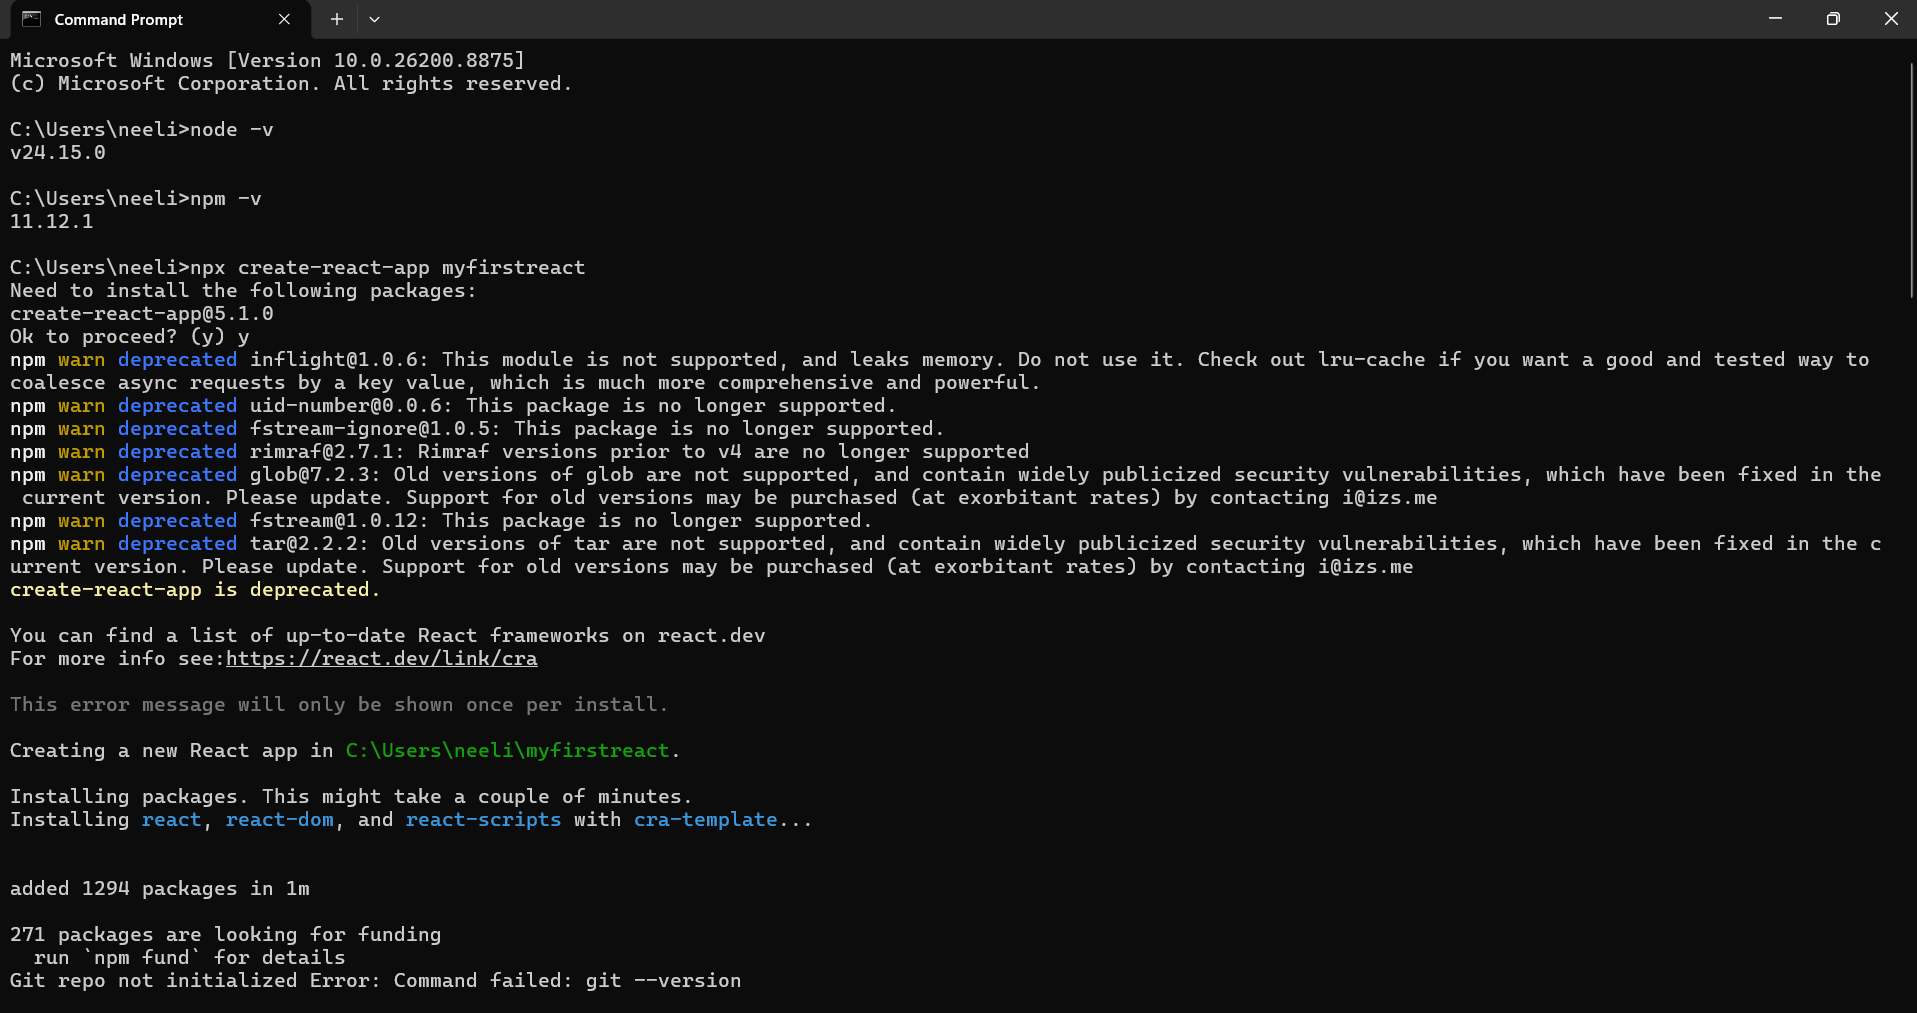 Command Prompt
Microsoft Windows [Version 10.0.26200.8875]
(c) Microsoft Corporation. All rights reserved.
C:\Users\neeli>node -v
v24.15.0
C:\Users\neeli>npm -v
11.12.1
C:\Users\neeli>npx create-react-app myfirstreact
Need to install the following packages:
create-react-app@5.1.0
Ok to proceed? (y) y
npm warn deprecated inflight@1.0.6: This module is not supported, and leaks memory. Do not use it. Check out lru-cache if you want a good and tested way to
coalesce async requests by a key value, which is much more comprehensive and powerful.
npm warn deprecated uid-number@0.0.6: This package is no longer supported.
npm warn deprecated fstream-ignore@1.0.5: This package is no longer supported.
npm warn deprecated rimraf@2.7.1: Rimraf versions prior to v4 are no longer supported
npm warn deprecated glob@7.2.3: Old versions of glob are not supported, and contain widely publicized security vulnerabilities, which have been fixed in the
 current version. Please update. Support for old versions may be purchased (at exorbitant rates) by contacting i@izs.me
npm warn deprecated fstream@1.0.12: This package is no longer supported.
npm warn deprecated tar@2.2.2: Old versions of tar are not supported, and contain widely publicized security vulnerabilities, which have been fixed in the c
urrent version. Please update. Support for old versions may be purchased (at exorbitant rates) by contacting i@izs.me
create-react-app is deprecated.
You can find a list of up-to-date React frameworks on react.dev
For more info see:https://react.dev/link/cra
This error message will only be shown once per install.
Creating a new React app in C:\Users\neeli\myfirstreact.
Installing packages. This might take a couple of minutes.
Installing react, react-dom, and react-scripts with cra-template...
added 1294 packages in 1m
271 packages are looking for funding
  run `npm fund` for details
Git repo not initialized Error: Command failed: git --version